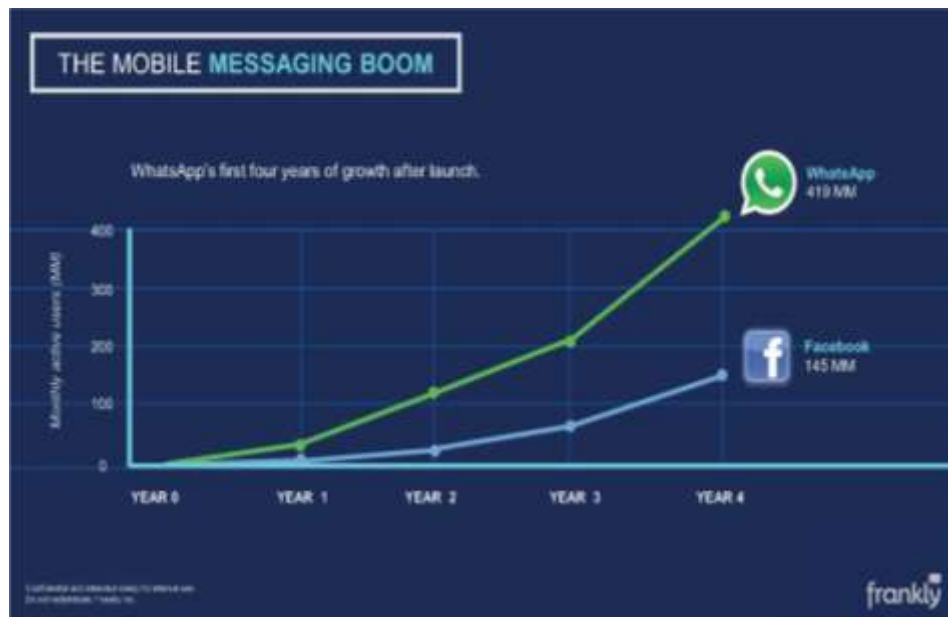 THE MOBILE MESSAGING BOOM
WhatsApp's first four years of growth after launch.
WhatsApp
419 MM
400
300
200
100
0
Monthly active users (MM)
Facebook
145 MM
YEAR 0 YEAR 1 YEAR 2 YEAR 3 YEAR 4
frankly